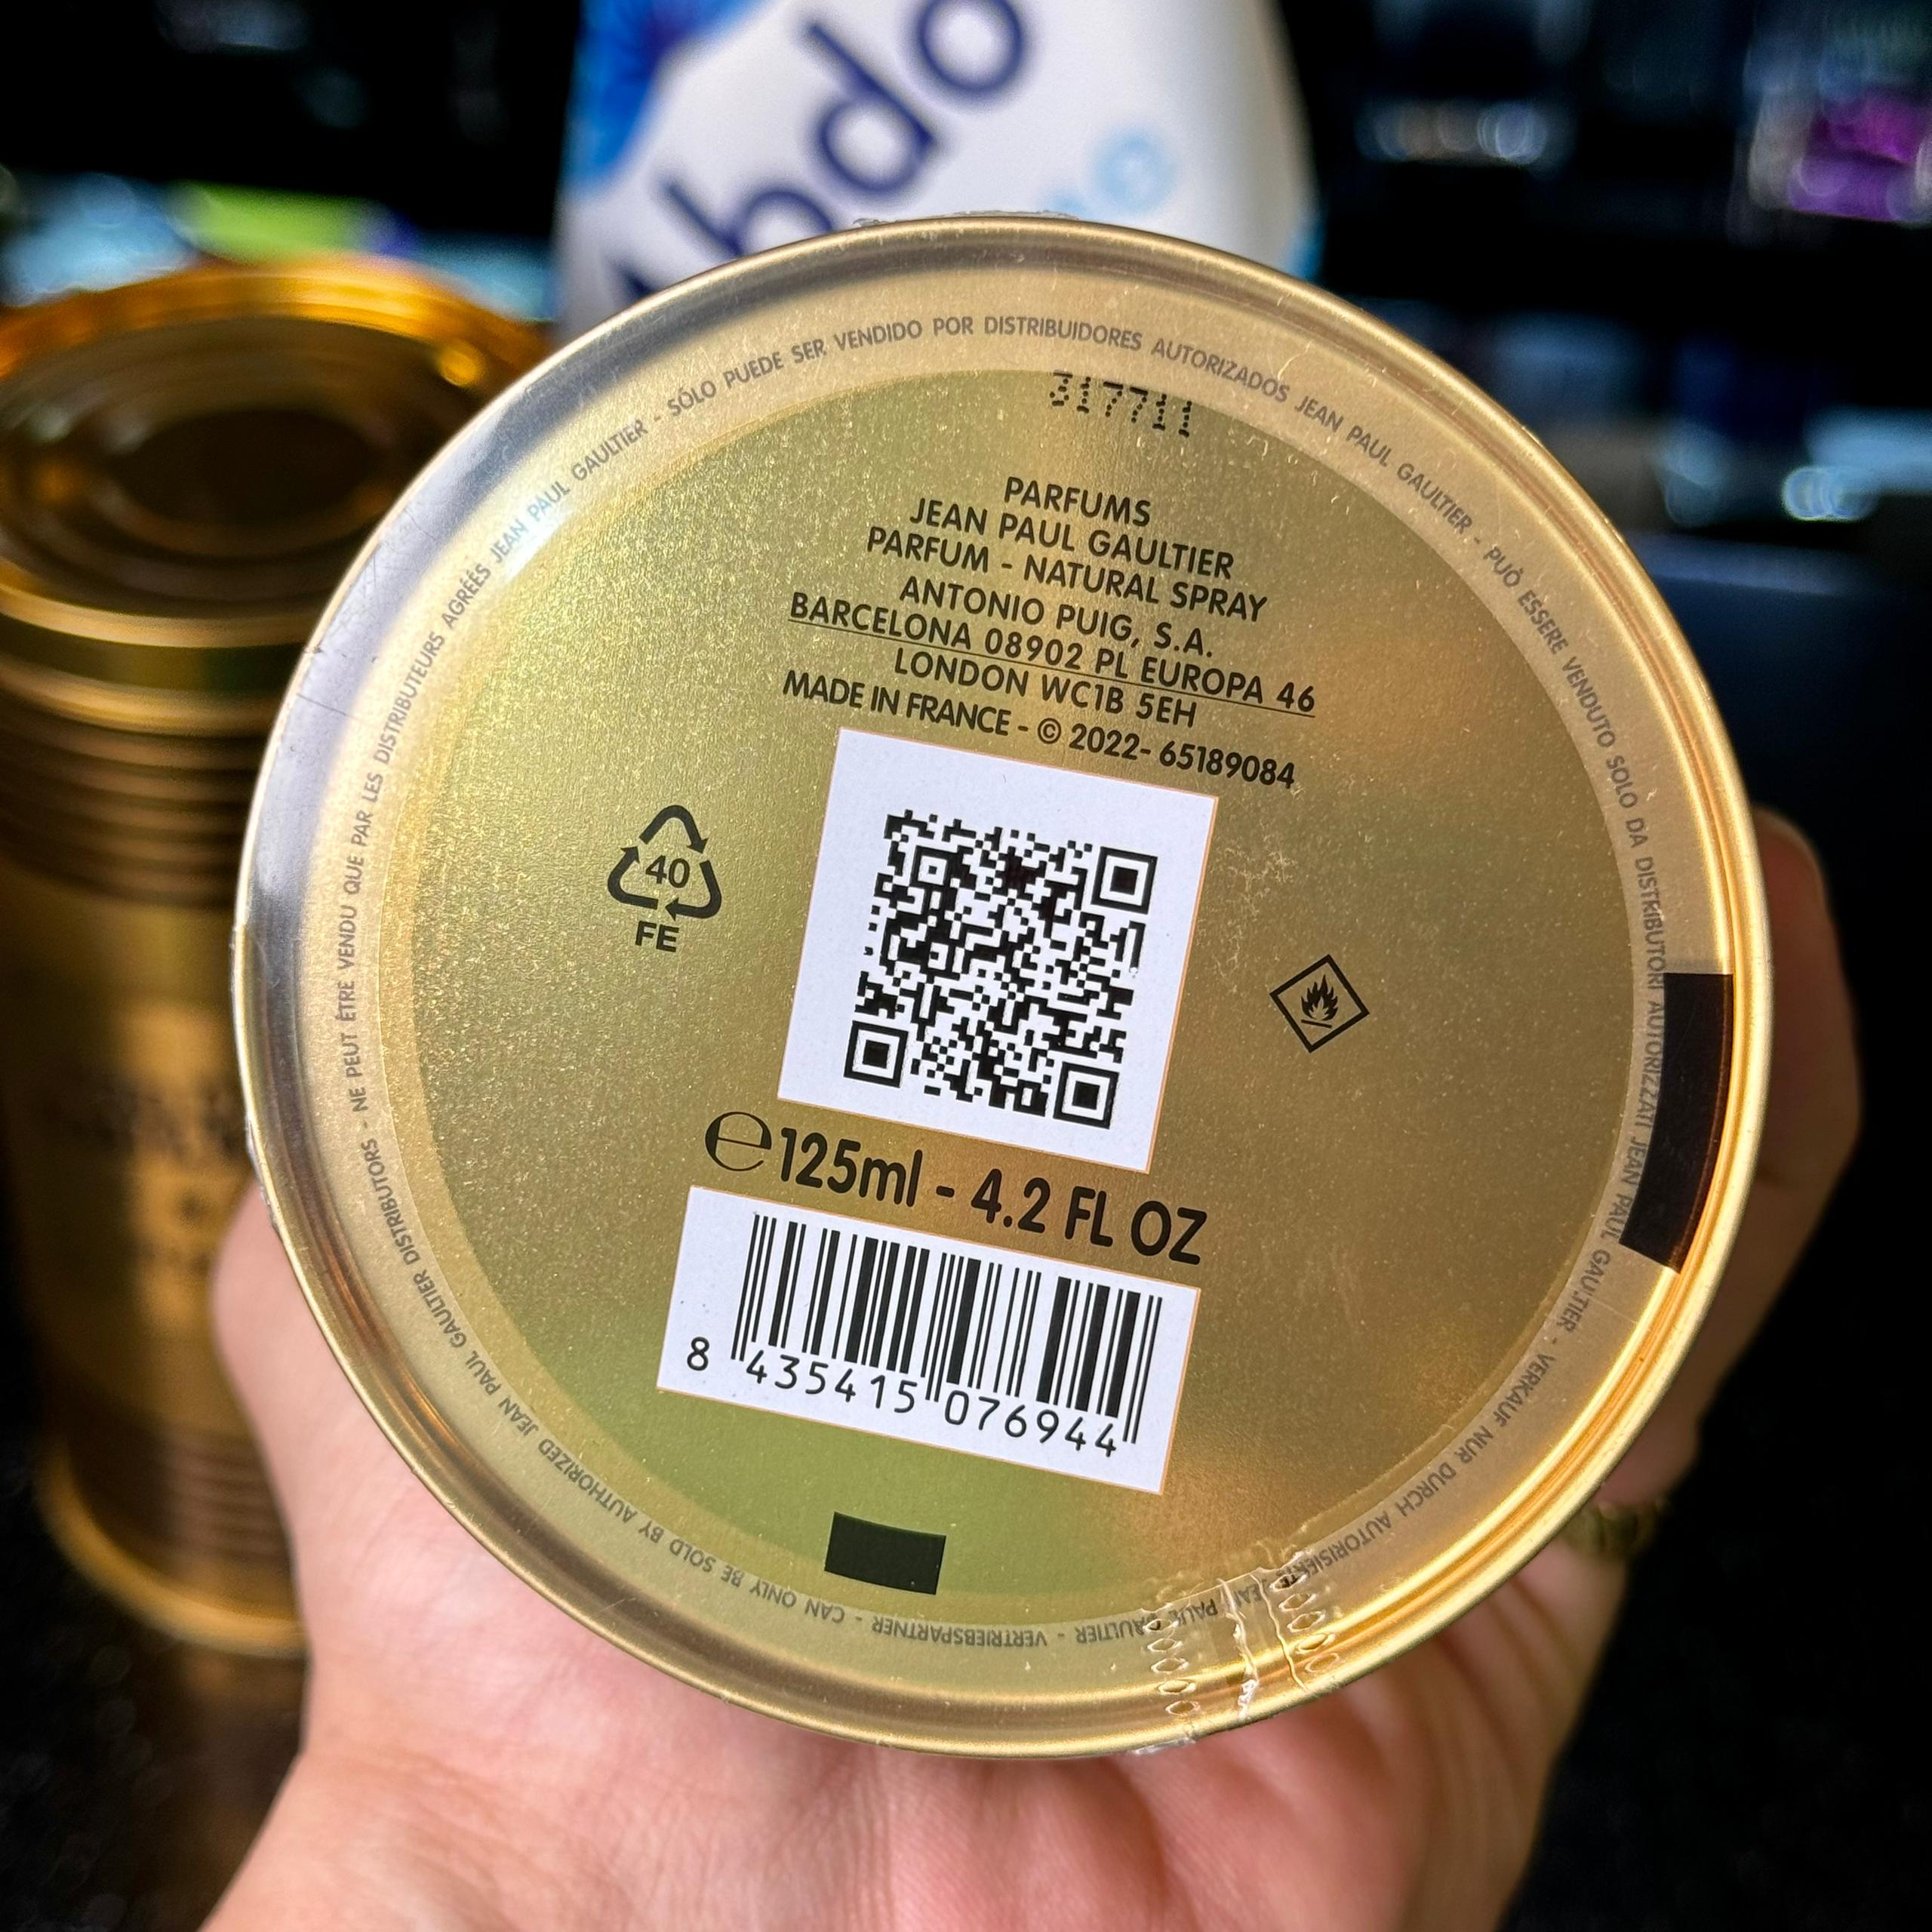 bdo
317711
PARFUMS
JEAN PAUL GAULTIER
PARFUM - NATURAL SPRAY
ANTONIO PUIG, S.A.
BARCELONA 08902 PL EUROPA 46
LONDON WC1B 5EH
MADE IN FRANCE - © 2022- 65189084
40
FE
℮125ml - 4.2 FL OZ
8 435415 076944
- SÓLO PUEDE SER VENDIDO POR DISTRIBUIDORES AUTORIZADOS JEAN PAUL GAULTIER - PUÒ ESSERE VENDUTO SOLO DA DISTRIBUTORI AUTORIZZATI JEAN PAUL GAULTIER - VERKAUF NUR DURCH AUTORISIERTE JEAN PAUL GAULTIER - VERTRIEBSPARTNER - CAN ONLY BE SOLD BY AUTHORIZED JEAN PAUL GAULTIER DISTRIBUTORS - NE PEUT ÊTRE VENDU QUE PAR LES DISTRIBUTEURS AGRÉÉS JEAN PAUL GAULTIER